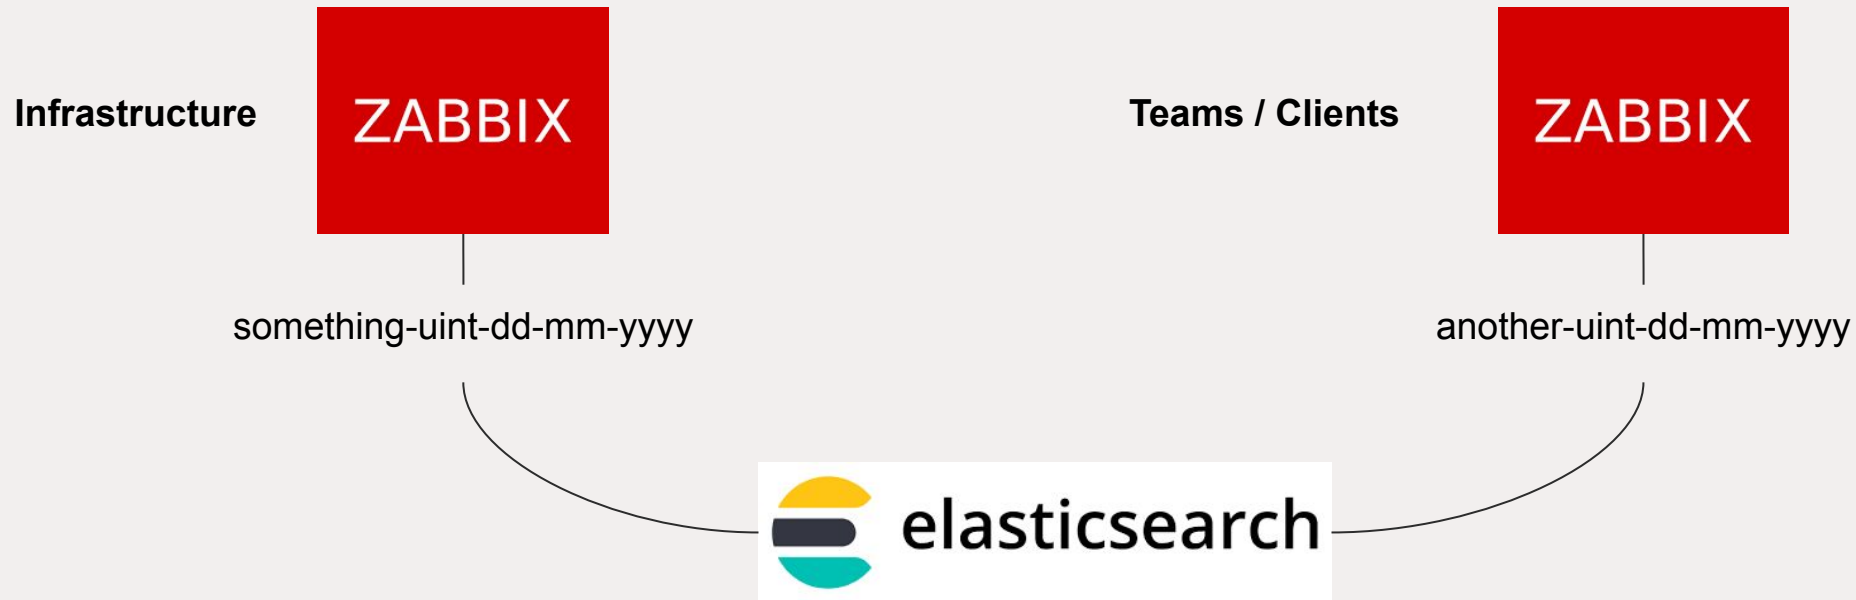 Infrastructure
ZABBIX
Teams / Clients
ZABBIX
something-uint-dd-mm-yyyy
another-uint-dd-mm-yyyy
elasticsearch